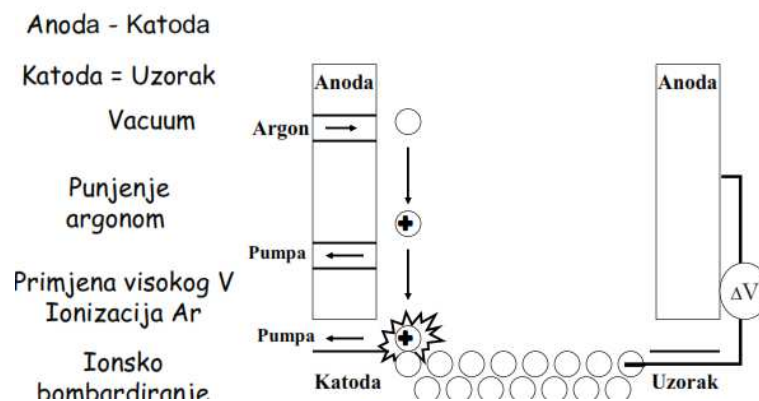 Anoda - Katoda
Katoda = Uzorak
Vacuum
Punjenje
argonom
Primjena visokog V
Ionizacija Ar
Ionsko
bombardiranje
Anoda
Anoda
Argon
Pumpa
Pumpa
ΔV
Katoda
Uzorak